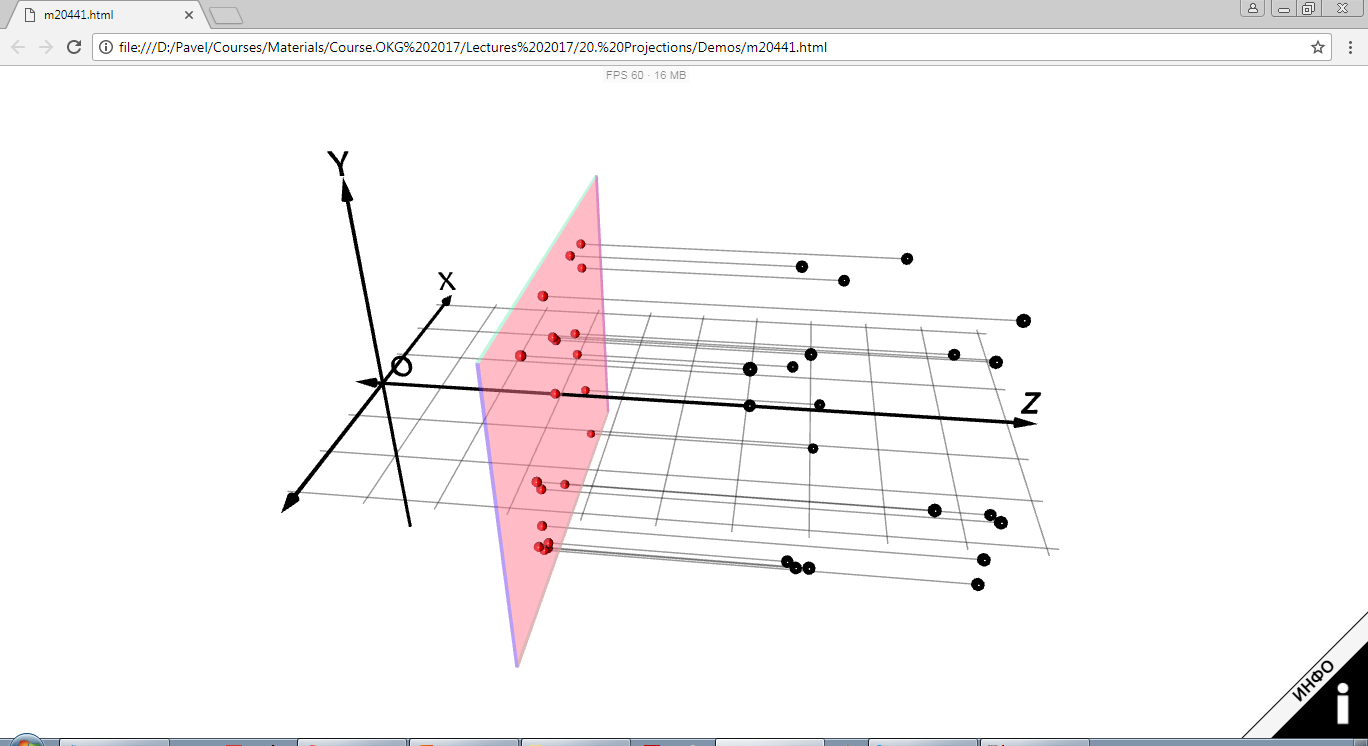 m20441.html
file:///D:/Pavel/Courses/Materials/Course.OKG%202017/Lectures%202017/20.%20Projections/Demos/m20441.html
FPS 60 · 16 MB
Y
X
O
Z
ИНФО
i